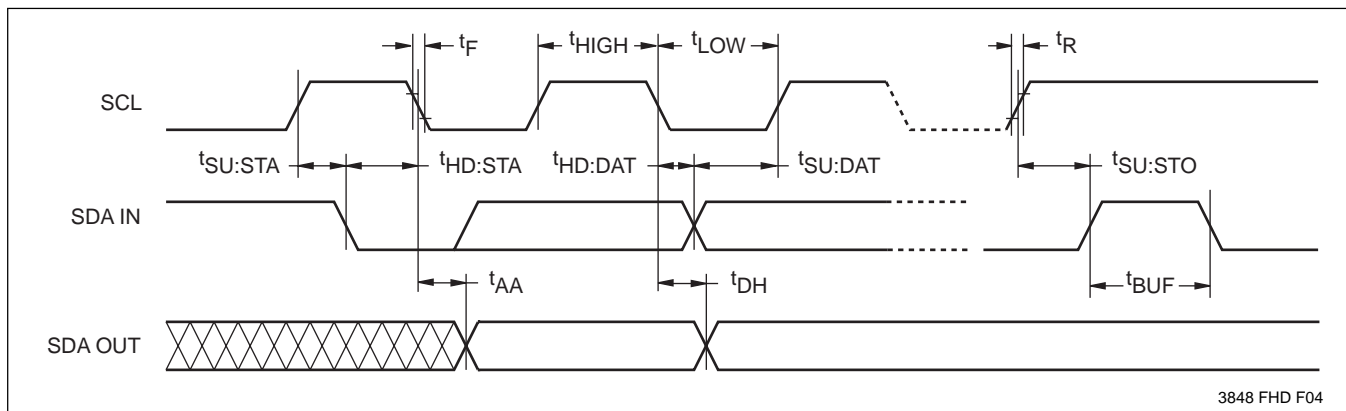 tF
tHIGH
tLOW
tR
SCL
tSU:STA
tHD:STA
tHD:DAT
tSU:DAT
tSU:STO
SDA IN
tAA
tDH
tBUF
SDA OUT
3848 FHD F04